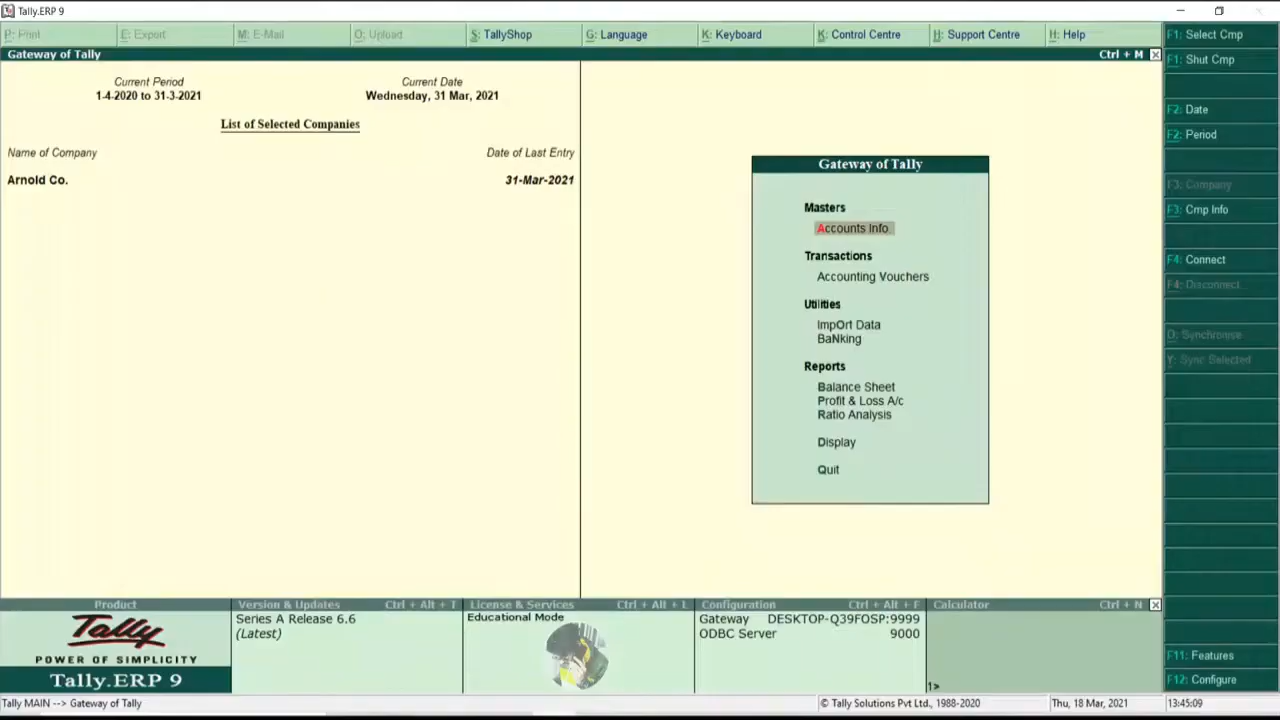 Tally.ERP 9
P: Print
E: Export
M: E-Mail
O: Upload
S: TallyShop
G: Language
K: Keyboard
K: Control Centre
H: Support Centre
H: Help
Gateway of Tally
Ctrl + M
Current Period
1-4-2020 to 31-3-2021
Current Date
Wednesday, 31 Mar, 2021
List of Selected Companies
Name of Company
Date of Last Entry
Arnold Co.
31-Mar-2021
Gateway of Tally
Masters
Accounts Info.
Transactions
Accounting Vouchers
Utilities
ImpOrt Data
BaNking
Reports
Balance Sheet
Profit & Loss A/c
Ratio Analysis
Display
Quit
F1: Select Cmp
F1: Shut Cmp
F2: Date
F2: Period
F3: Company
F3: Cmp Info
F4: Connect
F4: Disconnect
O: Synchronise
Y: Sync Selected
F11: Features
F12: Configure
Product
Tally
POWER OF SIMPLICITY
Tally.ERP 9
Version & Updates Ctrl + Alt + T
Series A Release 6.6
(Latest)
License & Services Ctrl + Alt + L
Educational Mode
Configuration Ctrl + Alt + F
Gateway DESKTOP-Q39FOSP:9999
ODBC Server 9000
Calculator Ctrl + N
1>
Tally MAIN --> Gateway of Tally
© Tally Solutions Pvt Ltd., 1988-2020
Thu, 18 Mar, 2021
13:45:09